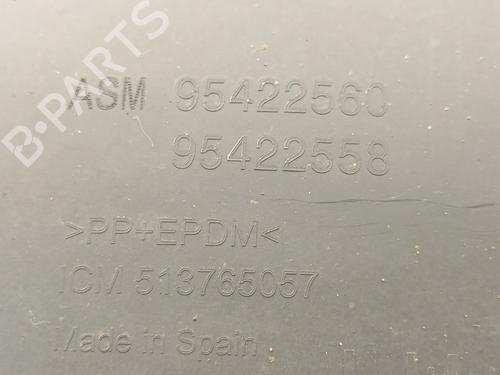 B-PARTS
ASM 95422560
95422558
>PP+EPDM<
ICM 513765057
Made in Spain